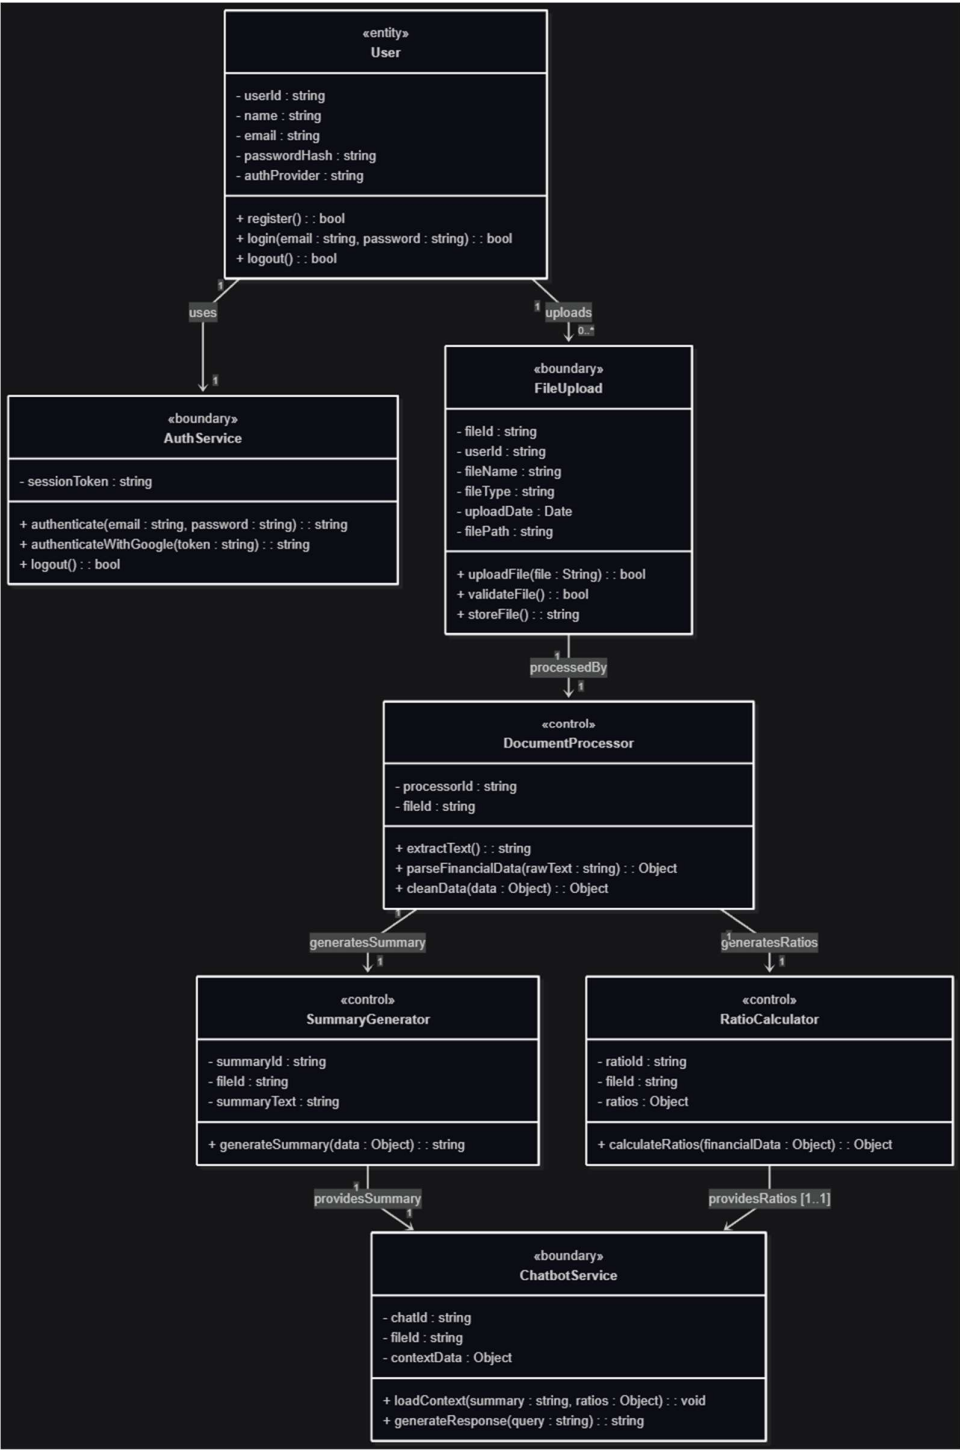 «entity»
User
- userId : string
- name : string
- email : string
- passwordHash : string
- authProvider : string
+ register() : : bool
+ login(email : string, password : string) : : bool
+ logout() : : bool
1
uses
1
1
uploads
0..*
«boundary»
AuthService
- sessionToken : string
+ authenticate(email : string, password : string) : : string
+ authenticateWithGoogle(token : string) : : string
+ logout() : : bool
«boundary»
FileUpload
- fileId : string
- userId : string
- fileName : string
- fileType : string
- uploadDate : Date
- filePath : string
+ uploadFile(file : String) : : bool
+ validateFile() : : bool
+ storeFile() : : string
1
processedBy
1
«control»
DocumentProcessor
- processorId : string
- fileId : string
+ extractText() : : string
+ parseFinancialData(rawText : string) : : Object
+ cleanData(data : Object) : : Object
1
generatesSummary
1
1
generatesRatios
1
«control»
SummaryGenerator
- summaryId : string
- fileId : string
- summaryText : string
+ generateSummary(data : Object) : : string
«control»
RatioCalculator
- ratioId : string
- fileId : string
- ratios : Object
+ calculateRatios(financialData : Object) : : Object
1
providesSummary
1
providesRatios [1..1]
«boundary»
ChatbotService
- chatId : string
- fileId : string
- contextData : Object
+ loadContext(summary : string, ratios : Object) : : void
+ generateResponse(query : string) : : string